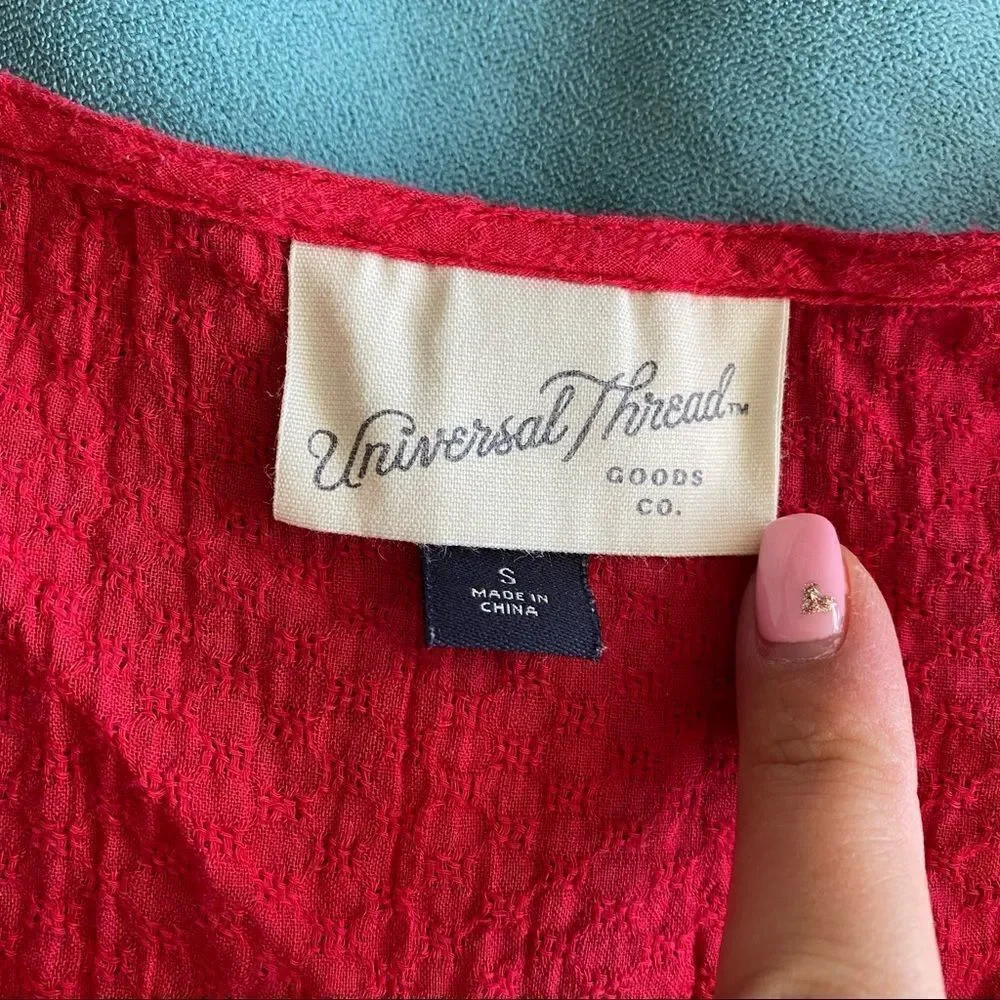 Universal Thread™
GOODS
CO.
S
MADE IN
CHINA